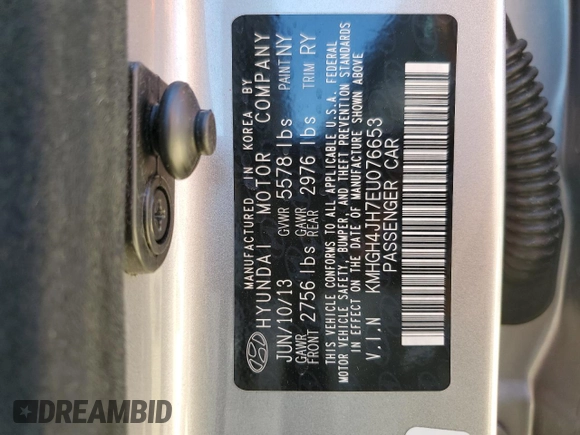 MANUFACTURED IN KOREA BY
HYUNDAI MOTOR COMPANY
JUN/10/13 GVWR 5578 lbs PAINT NY
GAWR FRONT 2756 lbs GAWR REAR 2976 lbs TRIM RY
THIS VEHICLE CONFORMS TO ALL APPLICABLE U.S.A. FEDERAL
MOTOR VEHICLE SAFETY, BUMPER, AND THEFT PREVENTION STANDARDS
IN EFFECT ON THE DATE OF MANUFACTURE SHOWN ABOVE
V.I.N KMHGH4JH7EU076653
PASSENGER CAR
DREAMBID